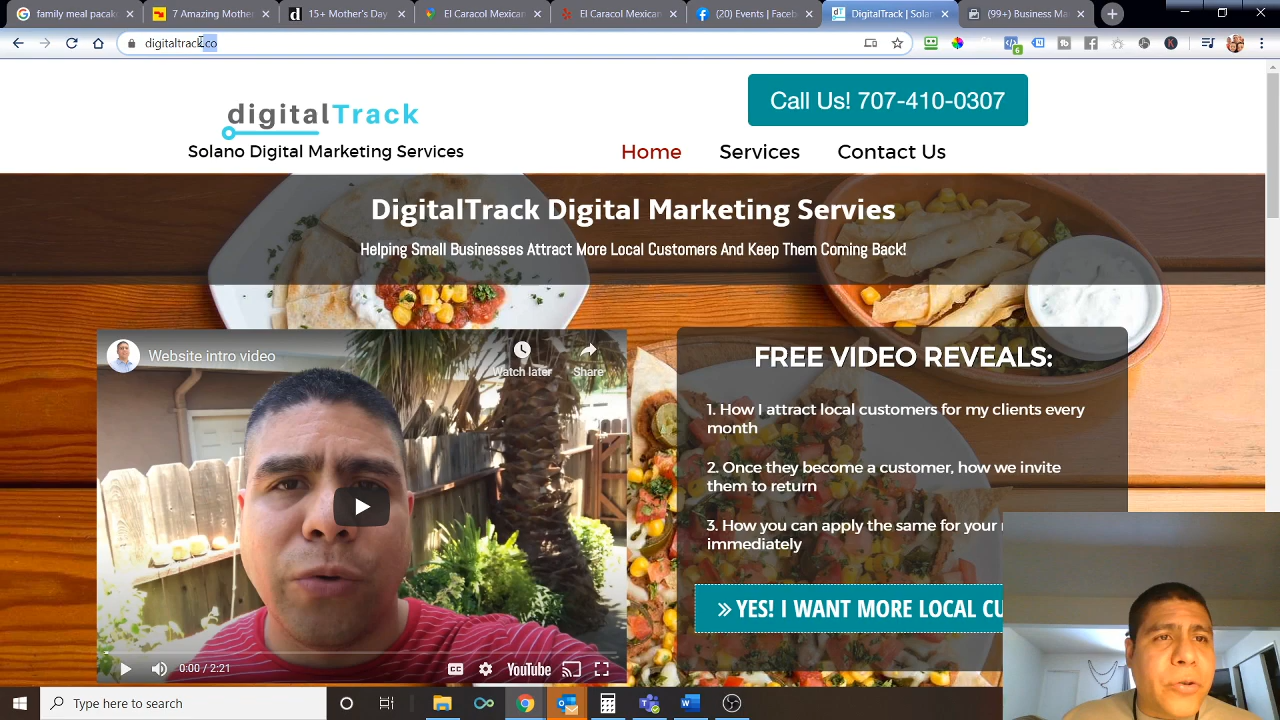 family meal pacak
7 Amazing Mothe
15+ Mother's Day
El Caracol Mexican
El Caracol Mexican
(20) Events | Faceb
DigitalTrack | Sola
(99+) Business Ma
digitaltrack.co
6
digitalTrack
Solano Digital Marketing Services
Call Us! 707-410-0307
Home Services Contact Us
DigitalTrack Digital Marketing Servies
Helping Small Businesses Attract More Local Customers And Keep Them Coming Back!
Website intro video
Watch later
Share
0:00 / 2:21
CC
YouTube
FREE VIDEO REVEALS:
1. How I attract local customers for my clients every
month
2. Once they become a customer, how we invite
them to return
3. How you can apply the same for your
immediately
» YES! I WANT MORE LOCAL CU
Type here to search